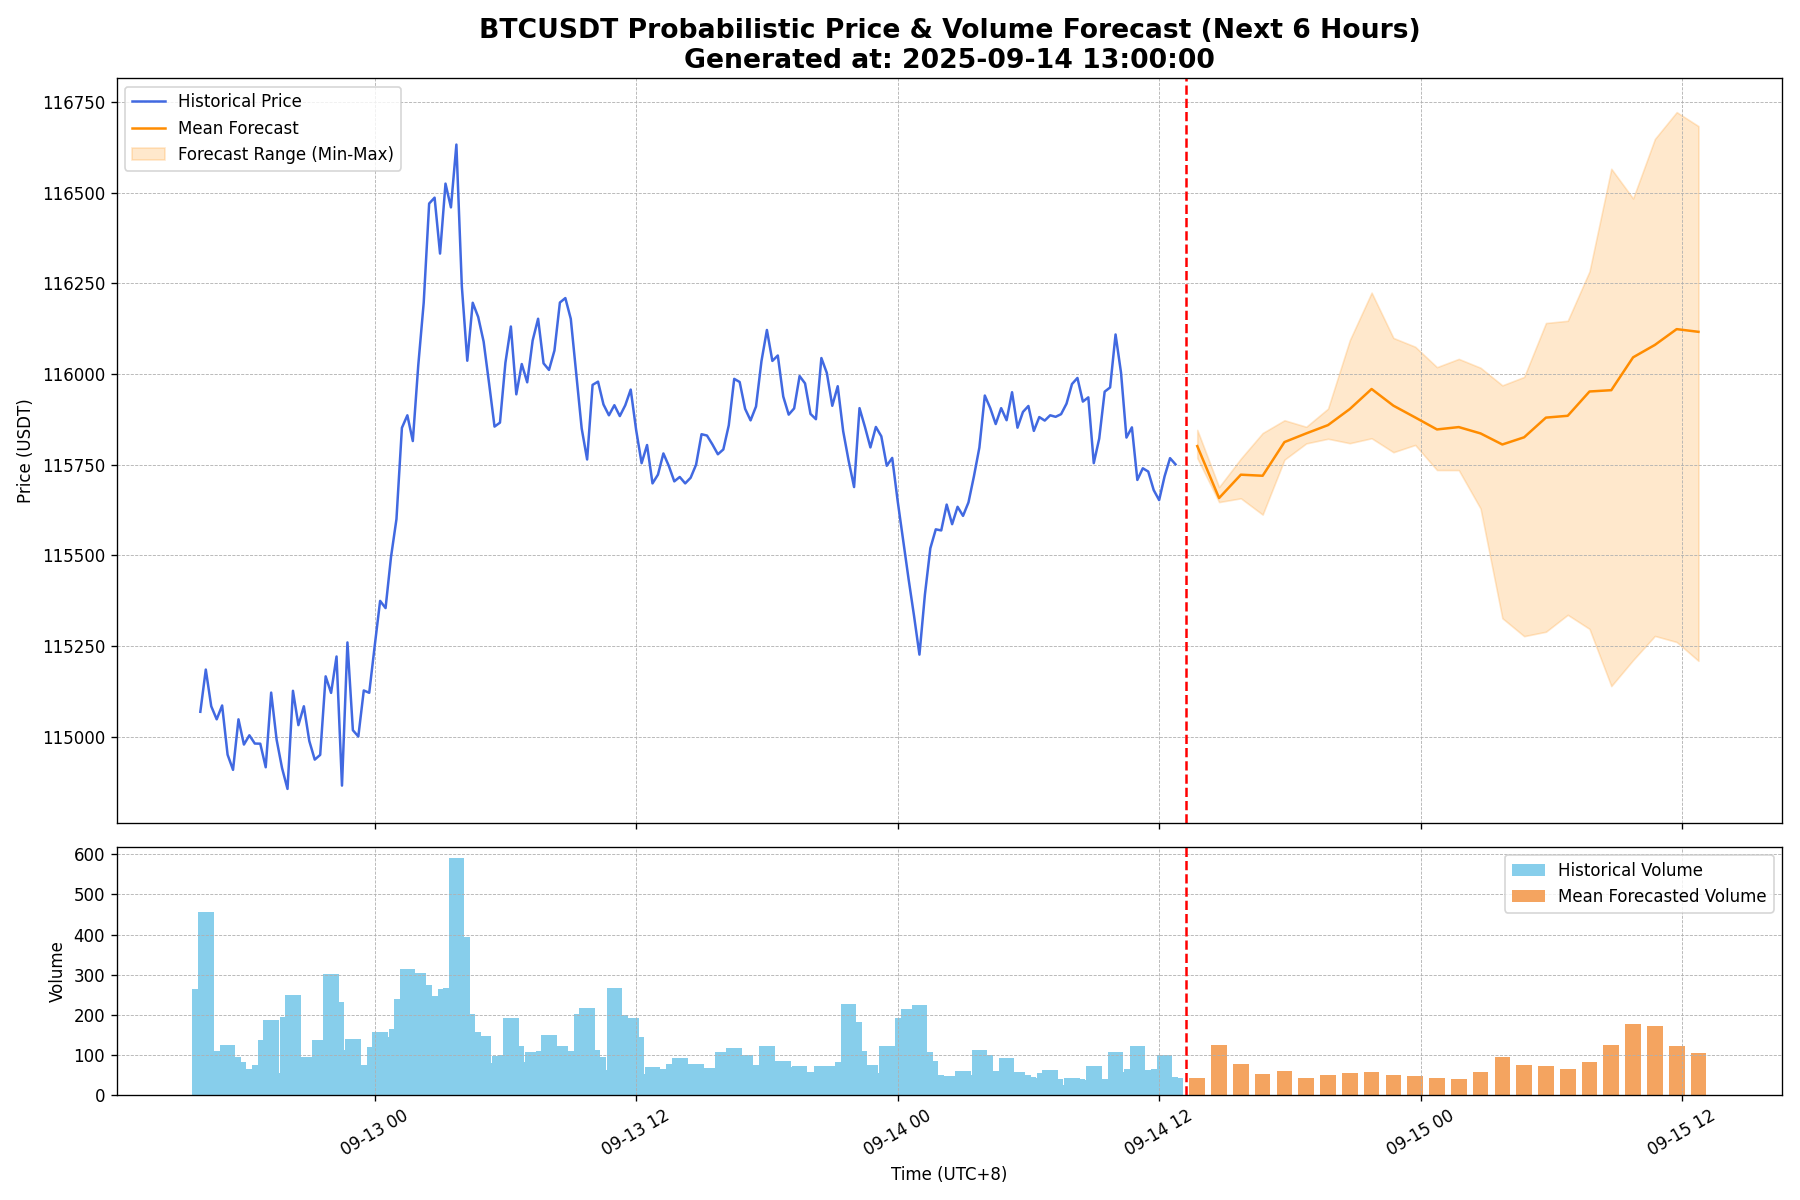 BTCUSDT Probabilistic Price & Volume Forecast (Next 6 Hours)
Generated at: 2025-09-14 13:00:00
Historical Price
Mean Forecast
Forecast Range (Min-Max)
116750
116500
116250
116000
115750
115500
115250
115000
Price (USDT)
Historical Volume
Mean Forecasted Volume
600
500
400
300
200
100
0
Volume
09-13 00
09-13 12
09-14 00
09-14 12
09-15 00
09-15 12
Time (UTC+8)